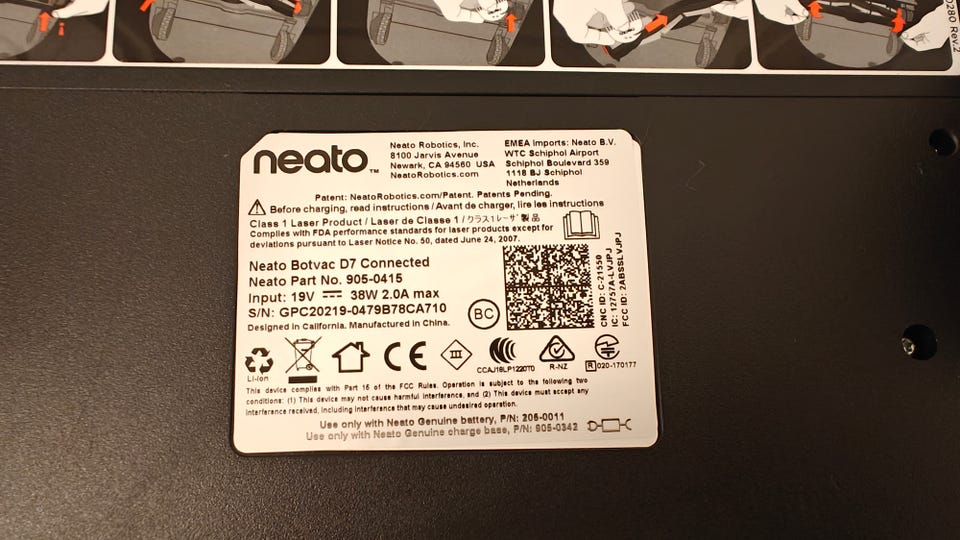 0280 Rev.2
neato™
Neato Robotics, Inc.
8100 Jarvis Avenue
Newark, CA 94560 USA
NeatoRobotics.com
EMEA Imports: Neato B.V.
WTC Schiphol Airport
Schiphol Boulevard 359
1118 BJ Schiphol
Netherlands
Patent: NeatoRobotics.com/Patent. Patents Pending.
Before charging, read instructions / Avant de charger, lire les instructions
Class 1 Laser Product / Laser de Classe 1 / クラス1レーザ製品
Complies with FDA performance standards for laser products except for
deviations pursuant to Laser Notice No. 50, dated June 24, 2007.
Neato Botvac D7 Connected
Neato Part No. 905-0415
Input: 19V ⎓ 38W 2.0A max
S/N: GPC20219-0479B78CA710
Designed in California. Manufactured in China.
BC
CNC ID: C-21550
IC: 12757A-LVJPJ
FCC ID: 2ABSSLVJPJ
Li-ion
CE
III
CCAJ18LP1220T0
R-NZ
R 020-170177
This device complies with Part 15 of the FCC Rules. Operation is subject to the following two
conditions: (1) This device may not cause harmful interference, and (2) This device must accept any
interference received, including interference that may cause undesired operation.
Use only with Neato Genuine battery, P/N: 205-0011
Use only with Neato Genuine charge base, P/N: 905-0342